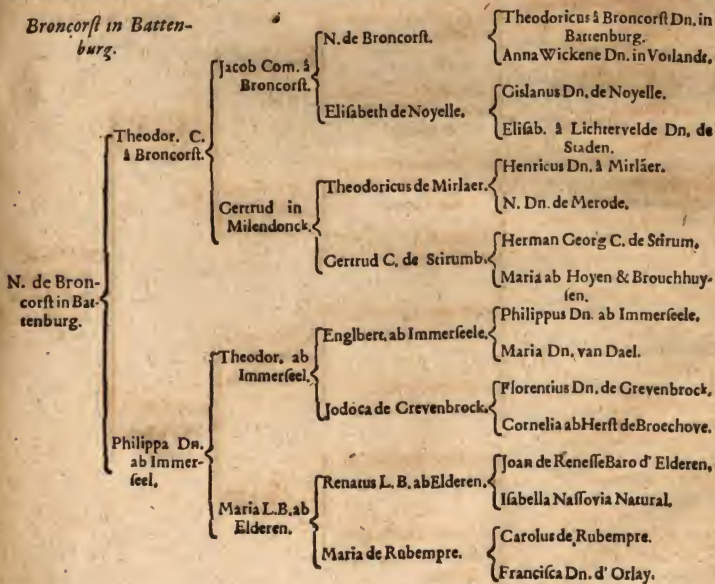 Broncorſt in Batten-
burg.
N. de Bron-
corſt in Bat-
tenburg.
Theodor. C.
â Broncorſt.
Philippa Dn.
ab Immer-
ſeel.
Jacob Com. â
Broncorſt.
Gertrud in
Milendonck.
Theodor. ab
Immerſeel.
Maria L.B. ab
Elderen.
N. de Broncorſt.
Eliſabeth de Noyelle.
Theodoricus de Mirlaer.
Gertrud C. de Stirumb.
Englbert. ab Immerſeele.
Jodoca de Grevenbrock.
Renatus L. B. ab Elderen.
Maria de Rubempre.
Theodoricus â Broncorſt Dn. in
Battenburg.
Anna Wickene Dn. in Voilandt.
Gislanus Dn. de Noyelle.
Eliſab. â Lichtervelde Dn. de
Staden.
Henricus Dn. â Mirläer.
N. Dn. de Merode.
Herman Georg C. de Stirum.
Maria ab Hoyen & Brouchhuy-
ſen.
Philippus Dn. ab Immerſeele.
Maria Dn. van Dael.
Florentius Dn. de Grevenbrock.
Cornelia ab Herſt de Broechove.
Joan de Reneſſe Baro d' Elderen.
Iſabella Naſſovia Natural.
Carolus de Rubempre.
Franciſca Dn. d' Orlay.